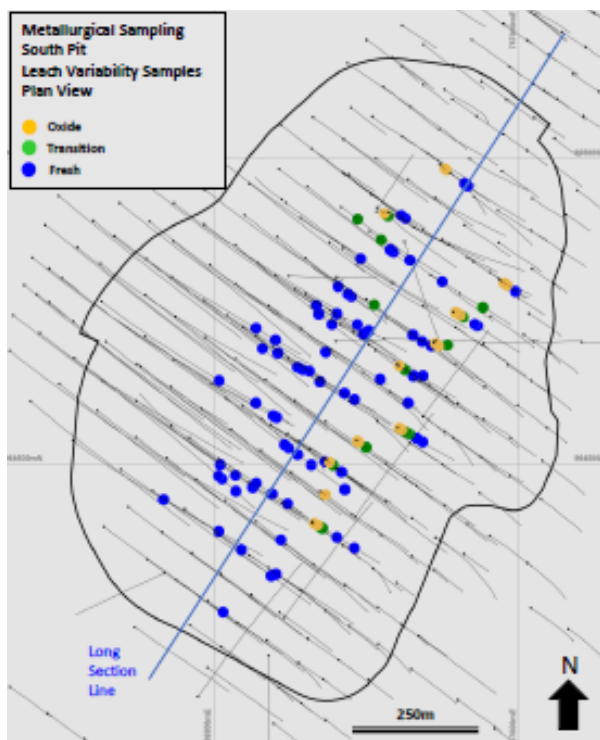 Metallurgical Sampling
South Pit
Leach Variability Samples
Plan View
Oxide
Transition
Fresh
Long
Section
Line
N
250m